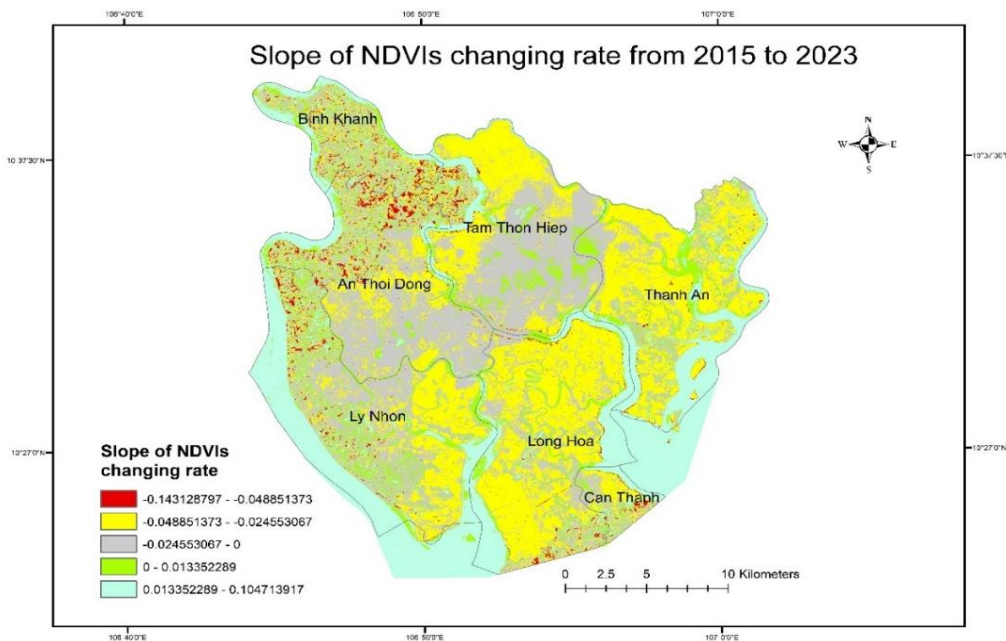 106°40'0"E 106 50'0"E 107°0'0"E
Slope of NDVIs changing rate from 2015 to 2023
Binh Khanh
N
W E
S
10 37'30"N 10°37'30"N
Tam Thon Hiep
An Thoi Dong
Thanh An
Ly Nhon
Long Hoa
10°27'0"N 10°27'0"N
Slope of NDVIs
changing rate
Can Thanh
-0.143128797 - -0.048851373
-0.048851373 - -0.024553067
-0.024553067 - 0
0 - 0.013352289
0.013352289 - 0.104713917
0 2.5 5 10 Kilometers
106 40'0"E 106 50'0"E 107 0'0"E